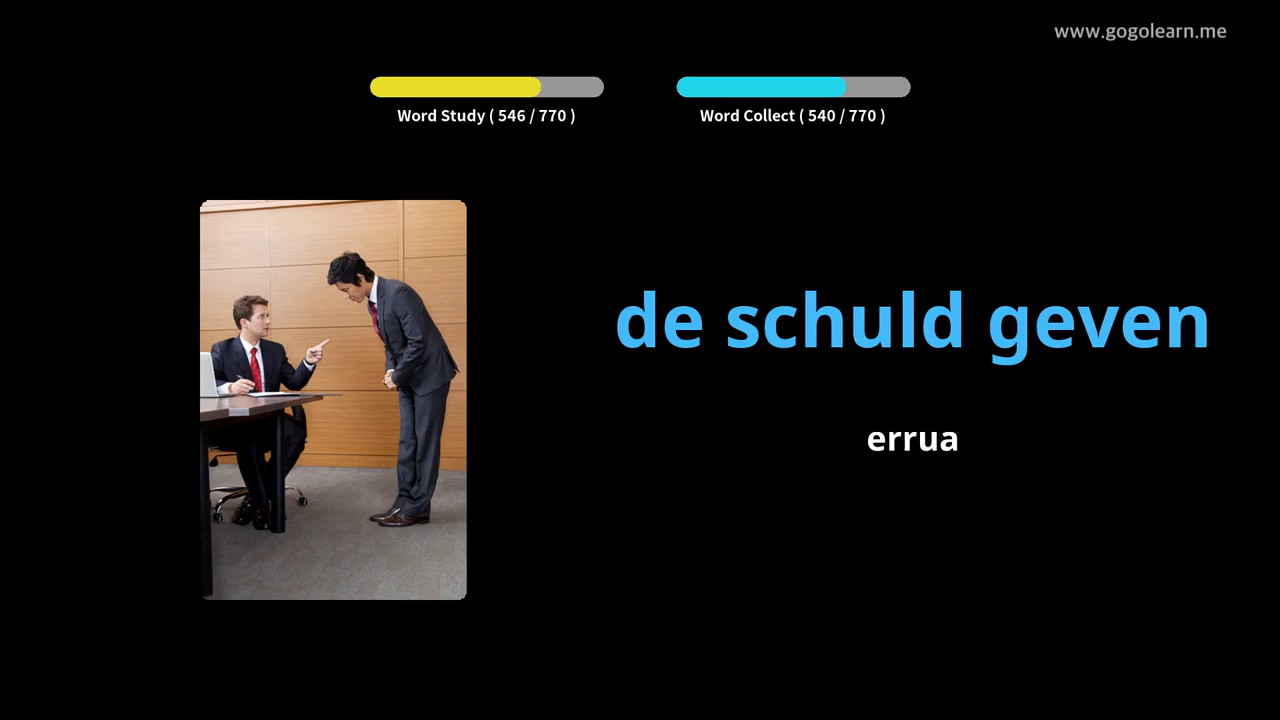 www.gogolearn.me
Word Study ( 546 / 770 )
Word Collect ( 540 / 770 )
de schuld geven
errua